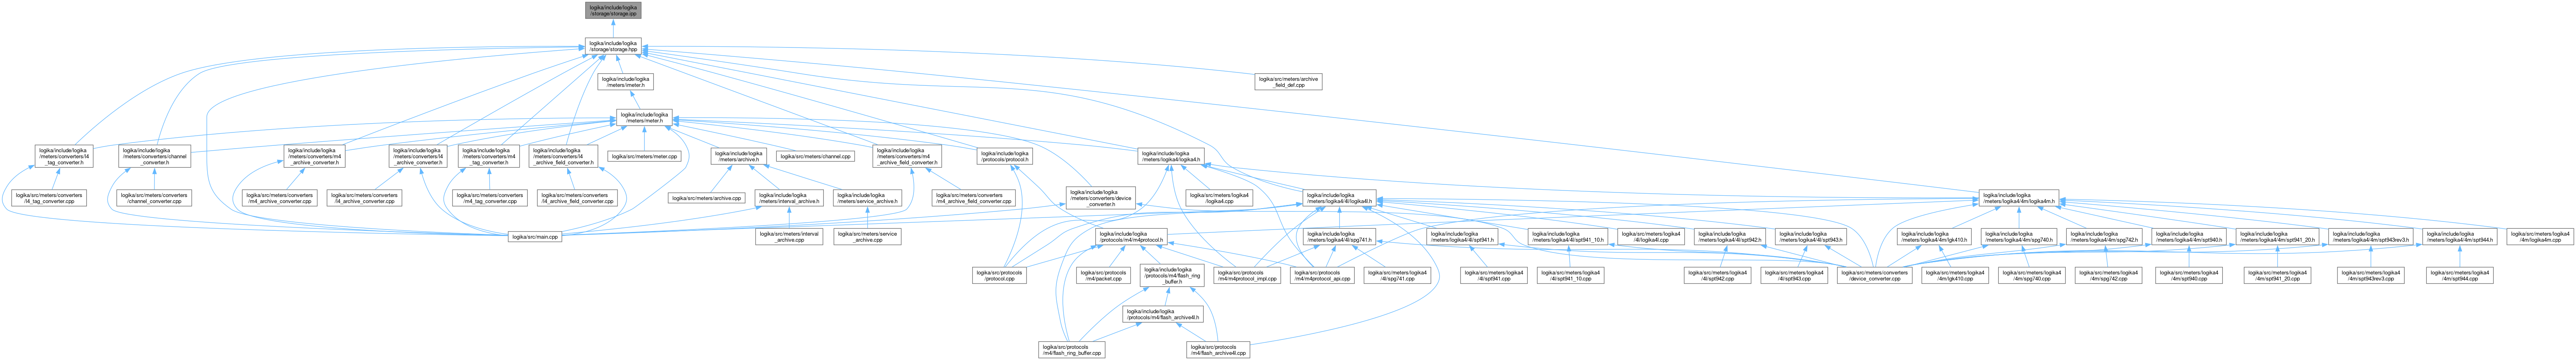 logika/include/logika
/storage/storage.ipp
logika/include/logika
/storage/storage.hpp
logika/include/logika
/meters/imeter.h
logika/src/meters/archive
_field_def.cpp
logika/include/logika
/meters/meter.h
logika/include/logika
/meters/converters/l4
_tag_converter.h
logika/include/logika
/meters/converters/channel
_converter.h
logika/include/logika
/meters/converters/m4
_archive_converter.h
logika/include/logika
/meters/converters/l4
_archive_converter.h
logika/include/logika
/meters/converters/m4
_tag_converter.h
logika/include/logika
/meters/converters/l4
_archive_field_converter.h
logika/src/meters/meter.cpp
logika/include/logika
/meters/archive.h
logika/src/meters/channel.cpp
logika/include/logika
/meters/converters/m4
_archive_field_converter.h
logika/include/logika
/protocols/protocol.h
logika/include/logika
/meters/logika4/logika4.h
logika/src/meters/converters
/l4_tag_converter.cpp
logika/src/meters/converters
/channel_converter.cpp
logika/src/meters/converters
/m4_archive_converter.cpp
logika/src/meters/converters
/l4_archive_converter.cpp
logika/src/meters/converters
/m4_tag_converter.cpp
logika/src/meters/converters
/l4_archive_field_converter.cpp
logika/src/meters/archive.cpp
logika/include/logika
/meters/interval_archive.h
logika/include/logika
/meters/service_archive.h
logika/src/meters/converters
/m4_archive_field_converter.cpp
logika/include/logika
/meters/converters/device
_converter.h
logika/src/meters/logika4
/logika4.cpp
logika/include/logika
/meters/logika4/4l/logika4l.h
logika/include/logika
/meters/logika4/4m/logika4m.h
logika/src/main.cpp
logika/src/meters/interval
_archive.cpp
logika/src/meters/service
_archive.cpp
logika/include/logika
/protocols/m4/m4protocol.h
logika/include/logika
/meters/logika4/4l/spg741.h
logika/include/logika
/meters/logika4/4l/spt941.h
logika/include/logika
/meters/logika4/4l/spt941_10.h
logika/src/meters/logika4
/4l/logika4l.cpp
logika/include/logika
/meters/logika4/4l/spt942.h
logika/include/logika
/meters/logika4/4l/spt943.h
logika/include/logika
/meters/logika4/4m/lgk410.h
logika/include/logika
/meters/logika4/4m/spg740.h
logika/include/logika
/meters/logika4/4m/spg742.h
logika/include/logika
/meters/logika4/4m/spt940.h
logika/include/logika
/meters/logika4/4m/spt941_20.h
logika/include/logika
/meters/logika4/4m/spt943rev3.h
logika/include/logika
/meters/logika4/4m/spt944.h
logika/src/meters/logika4
/4m/logika4m.cpp
logika/src/protocols
/protocol.cpp
logika/src/protocols
/m4/packet.cpp
logika/include/logika
/protocols/m4/flash_ring
_buffer.h
logika/src/protocols
/m4/m4protocol_impl.cpp
logika/src/protocols
/m4/m4protocol_api.cpp
logika/src/meters/logika4
/4l/spg741.cpp
logika/src/meters/logika4
/4l/spt941.cpp
logika/src/meters/logika4
/4l/spt941_10.cpp
logika/src/meters/logika4
/4l/spt942.cpp
logika/src/meters/logika4
/4l/spt943.cpp
logika/src/meters/converters
/device_converter.cpp
logika/src/meters/logika4
/4m/lgk410.cpp
logika/src/meters/logika4
/4m/spg740.cpp
logika/src/meters/logika4
/4m/spg742.cpp
logika/src/meters/logika4
/4m/spt940.cpp
logika/src/meters/logika4
/4m/spt941_20.cpp
logika/src/meters/logika4
/4m/spt943rev3.cpp
logika/src/meters/logika4
/4m/spt944.cpp
logika/include/logika
/protocols/m4/flash_archive4l.h
logika/src/protocols
/m4/flash_ring_buffer.cpp
logika/src/protocols
/m4/flash_archive4l.cpp